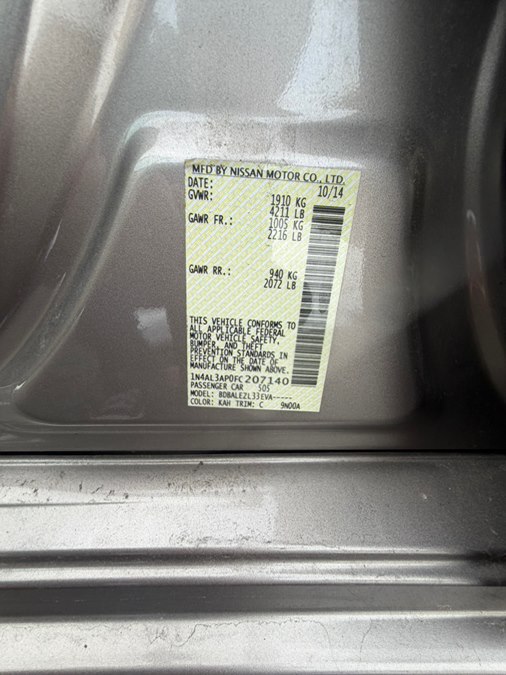 MFD BY NISSAN MOTOR CO., LTD.
DATE: 10/14
GVWR: 1910 KG
4211 LB
GAWR FR.: 1005 KG
2216 LB
GAWR RR.: 940 KG
2072 LB
THIS VEHICLE CONFORMS TO
ALL APPLICABLE FEDERAL
MOTOR VEHICLE SAFETY,
BUMPER, AND THEFT
PREVENTION STANDARDS IN
EFFECT ON THE DATE OF
MANUFACTURE SHOWN ABOVE.
1N4AL3AP0FC207140
PASSENGER CAR 505
MODEL: BDBALEZL33EVA-----
COLOR: KAH TRIM: C 9N00A